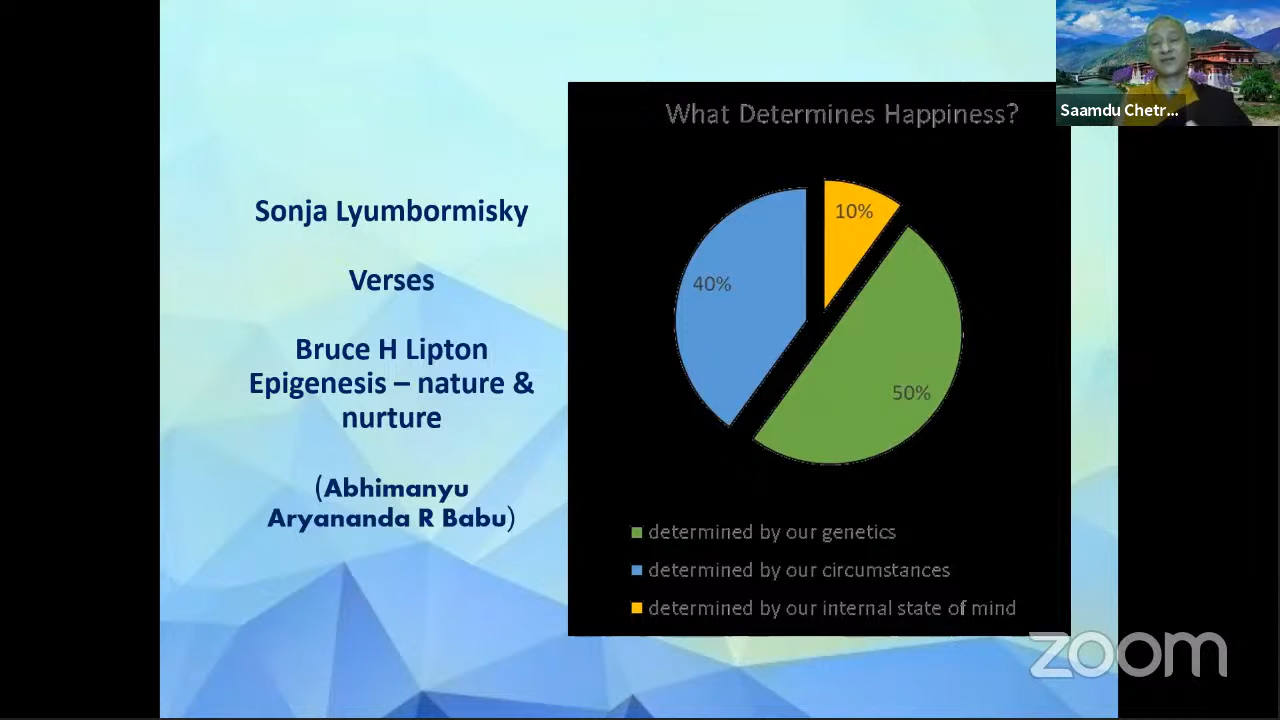 What Determines Happiness?
Saamdu Chetr...
Sonja Lyumbormisky
Verses
Bruce H Lipton
Epigenesis – nature &
nurture
(Abhimanyu
Aryananda R Babu)
10%
40%
50%
determined by our genetics
determined by our circumstances
determined by our internal state of mind
zoom